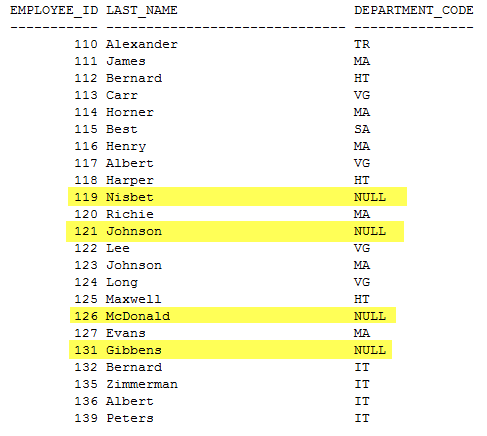 EMPLOYEE_ID LAST_NAME DEPARTMENT_CODE
----------- ------------------------------ ---------------
110 Alexander TR
111 James MA
112 Bernard HT
113 Carr VG
114 Horner MA
115 Best SA
116 Henry MA
117 Albert VG
118 Harper HT
119 Nisbet NULL
120 Richie MA
121 Johnson NULL
122 Lee VG
123 Johnson MA
124 Long VG
125 Maxwell HT
126 McDonald NULL
127 Evans MA
131 Gibbens NULL
132 Bernard IT
135 Zimmerman IT
136 Albert IT
139 Peters IT